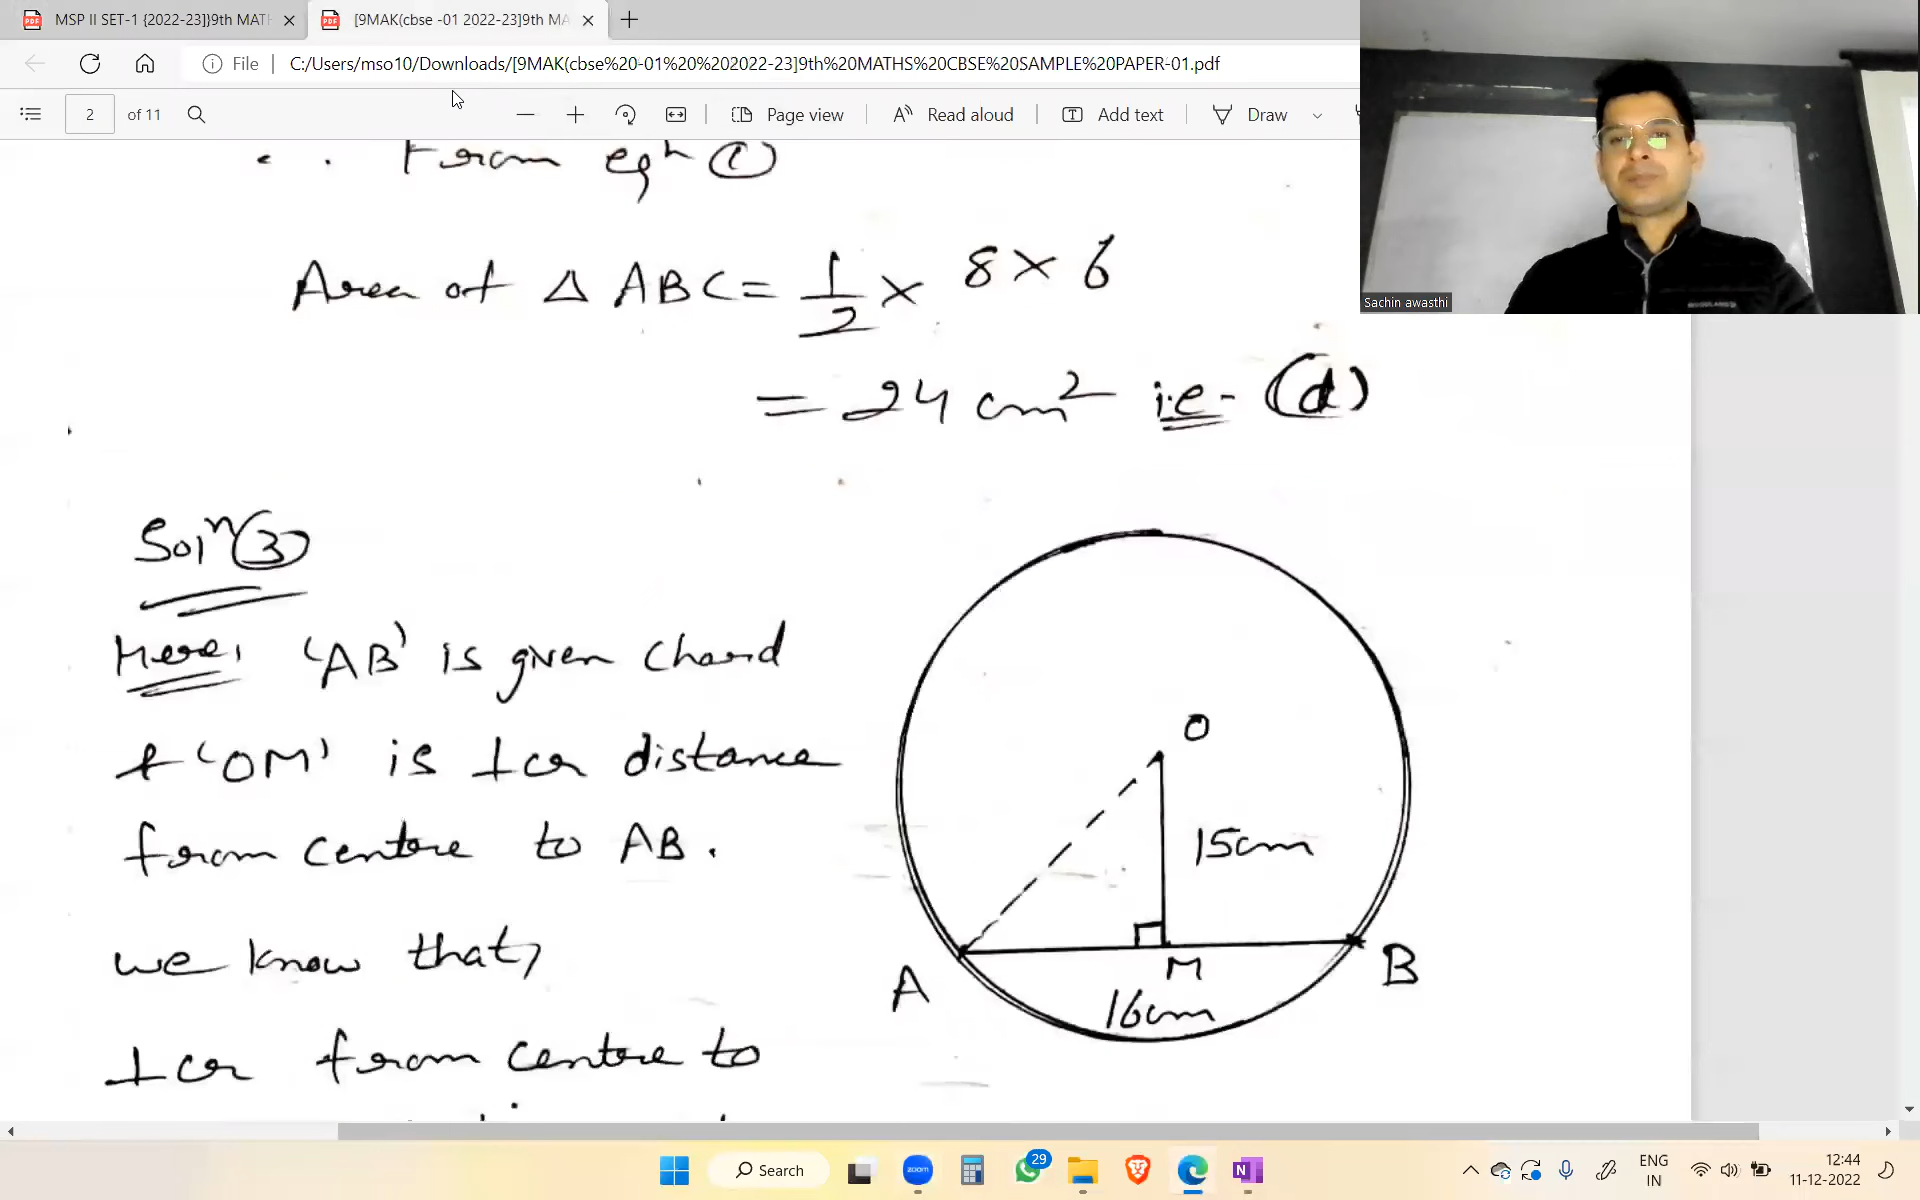 MSP II SET-1 {2022-23]}9th MATH
[9MAK(cbse -01 2022-23]9th MA
File
C:/Users/mso10/Downloads/[9MAK(cbse%20-01%20%202022-23]9th%20MATHS%20CBSE%20SAMPLE%20PAPER-01.pdf
2 of 11
Page view
Read aloud
Add text
Draw
Sachin awasthi
∴ From eqn ①
Area of Δ ABC = 1/2 × 8 × 6
= 24 cm² i.e- (d)
Soln ③
Here, 'AB' is given chord
& 'OM' is ⊥cr distance
from centre to AB.
we know that,
⊥cr from centre to
O
15cm
A
M
B
16cm
Search
zoom
29
N
ENG
IN
12:44
11-12-2022